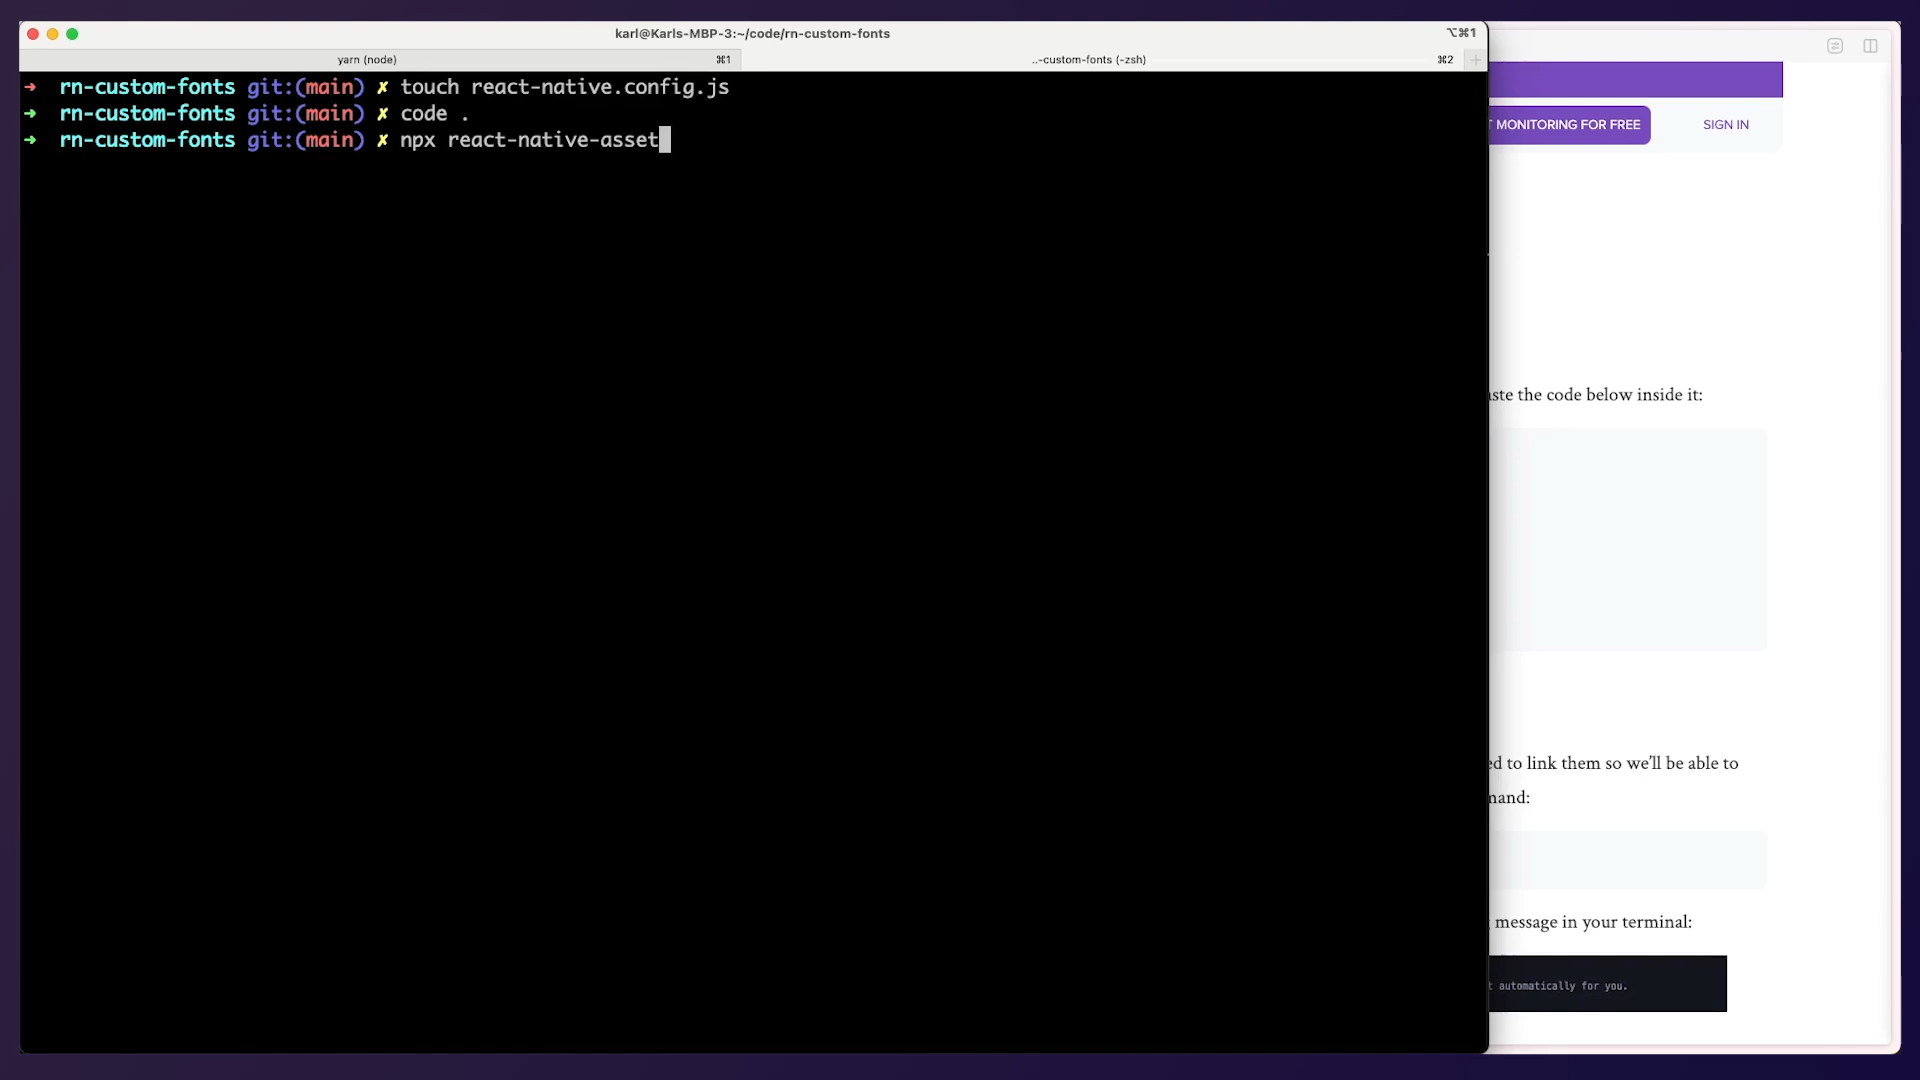 karl@Karls-MBP-3:~/code/rn-custom-fonts
⌥⌘1
yarn (node)
⌘1
..-custom-fonts (-zsh)
⌘2
➜ rn-custom-fonts git:(main) ✗ touch react-native.config.js
➜ rn-custom-fonts git:(main) ✗ code .
➜ rn-custom-fonts git:(main) ✗ npx react-native-asset
MONITORING FOR FREE
SIGN IN
the code below inside it:
to link them so we'll be able to
message in your terminal:
automatically for you.